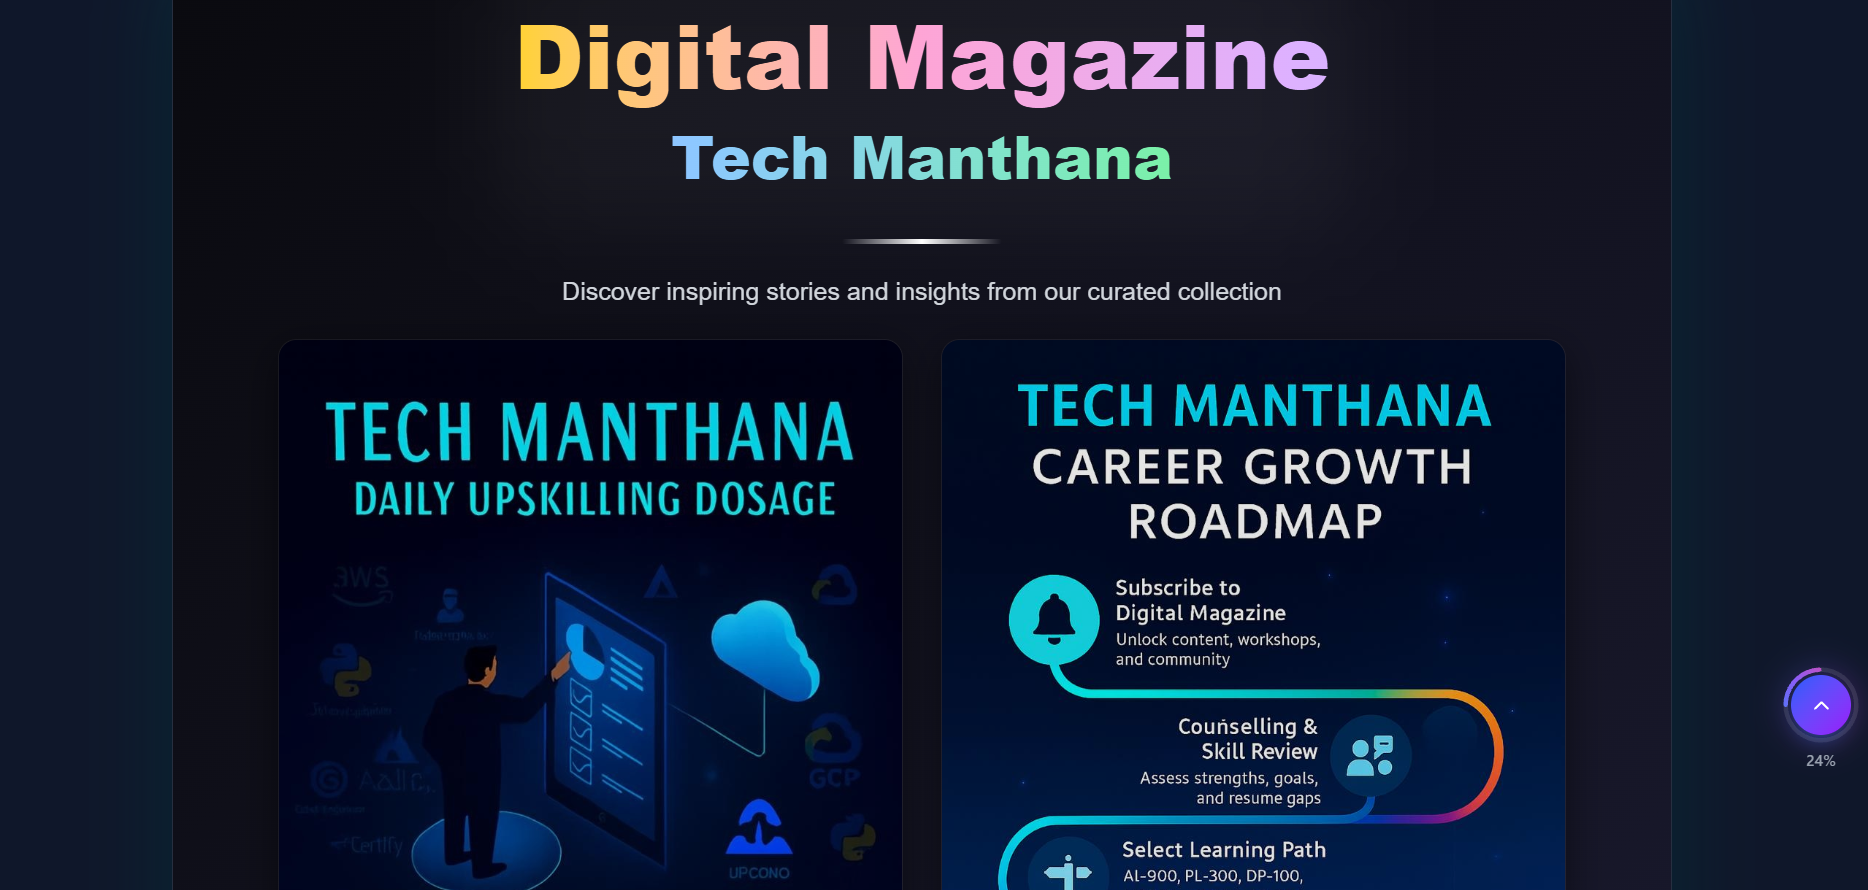 Digital Magazine
Tech Manthana
Discover inspiring stories and insights from our curated collection
TECH MANTHANA
DAILY UPSKILLING DOSAGE
aws
GCP
Certify
UPCONO
TECH MANTHANA
CAREER GROWTH
ROADMAP
Subscribe to
Digital Magazine
Unlock content, workshops,
and community
Counselling &
Skill Review
Assess strengths, goals,
and resume gaps
Select Learning Path
AI-900, PL-300, DP-100,
24%